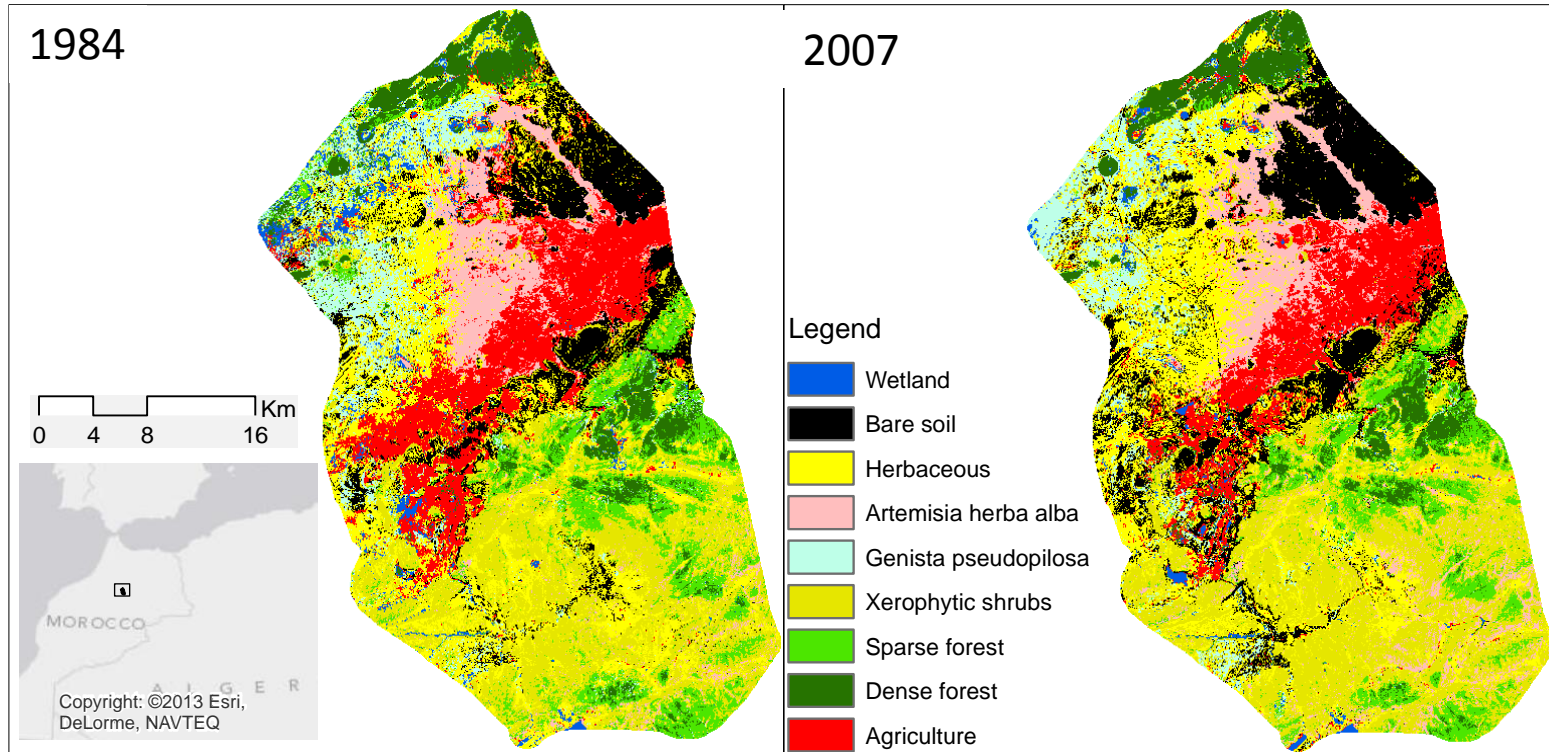 1984
2007
Km
0 4 8 16
MOROCCO
A L G E R
Copyright: ©2013 Esri,
DeLorme, NAVTEQ
Legend
Wetland
Bare soil
Herbaceous
Artemisia herba alba
Genista pseudopilosa
Xerophytic shrubs
Sparse forest
Dense forest
Agriculture